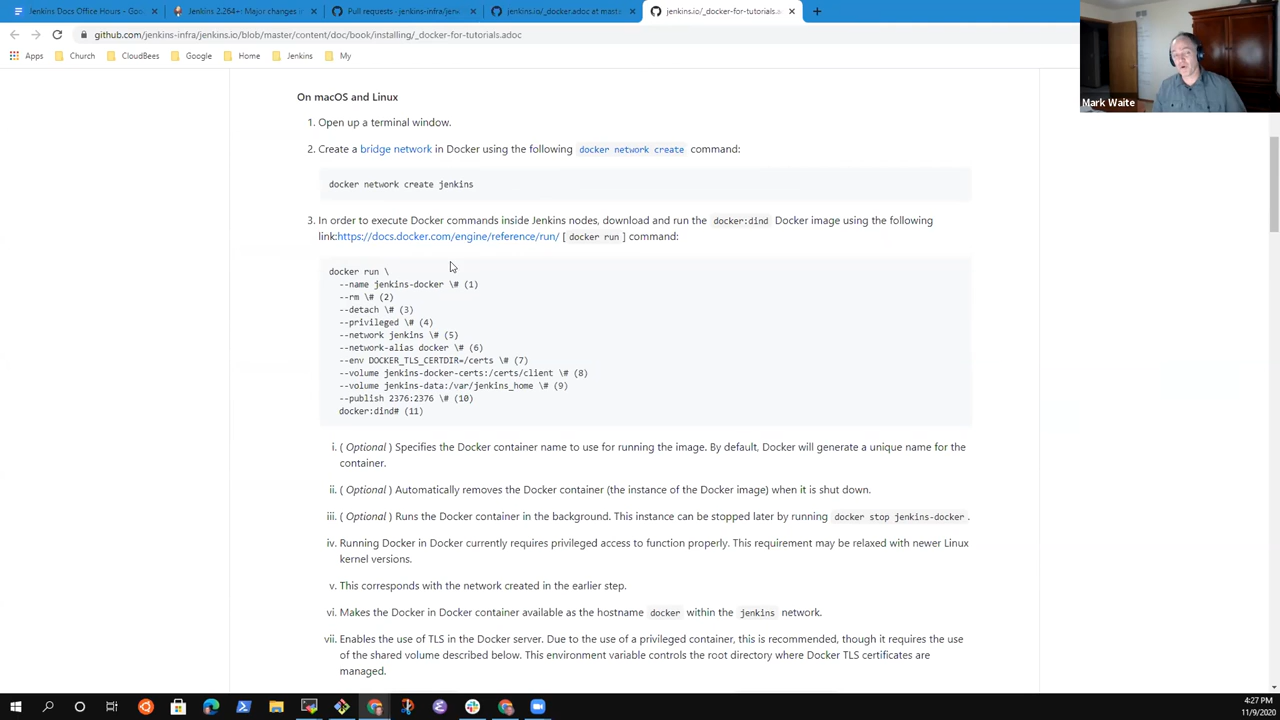 Jenkins Docs Office Hours - Goo
Jenkins 2.264+: Major changes in
Pull requests · jenkins-infra/jenk
jenkins.io/_docker.adoc at mast
jenkins.io/_docker-for-tutorials.a
github.com/jenkins-infra/jenkins.io/blob/master/content/doc/book/installing/_docker-for-tutorials.adoc
Apps
Church
CloudBees
Google
Home
Jenkins
My
Mark Waite
On macOS and Linux
1. Open up a terminal window.
2. Create a bridge network in Docker using the following docker network create command:
docker network create jenkins
3. In order to execute Docker commands inside Jenkins nodes, download and run the docker:dind Docker image using the following
link:https://docs.docker.com/engine/reference/run/ [ docker run ] command:
docker run \
--name jenkins-docker \# (1)
--rm \# (2)
--detach \# (3)
--privileged \# (4)
--network jenkins \# (5)
--network-alias docker \# (6)
--env DOCKER_TLS_CERTDIR=/certs \# (7)
--volume jenkins-docker-certs:/certs/client \# (8)
--volume jenkins-data:/var/jenkins_home \# (9)
--publish 2376:2376 \# (10)
docker:dind# (11)
i. ( Optional ) Specifies the Docker container name to use for running the image. By default, Docker will generate a unique name for the
container.
ii. ( Optional ) Automatically removes the Docker container (the instance of the Docker image) when it is shut down.
iii. ( Optional ) Runs the Docker container in the background. This instance can be stopped later by running docker stop jenkins-docker .
iv. Running Docker in Docker currently requires privileged access to function properly. This requirement may be relaxed with newer Linux
kernel versions.
v. This corresponds with the network created in the earlier step.
vi. Makes the Docker in Docker container available as the hostname docker within the jenkins network.
vii. Enables the use of TLS in the Docker server. Due to the use of a privileged container, this is recommended, though it requires the use
of the shared volume described below. This environment variable controls the root directory where Docker TLS certificates are
managed.
4:27 PM
11/9/2020